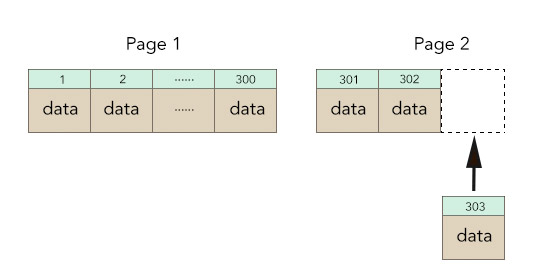 Page 1 Page 2
1 2 ...... 300 301 302
data data ...... data data data
303
data